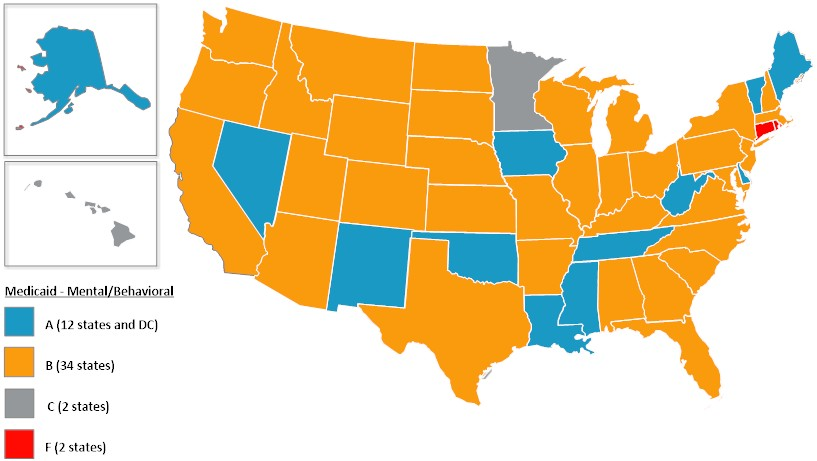 Medicaid - Mental/Behavioral
A (12 states and DC)
B (34 states)
C (2 states)
F (2 states)